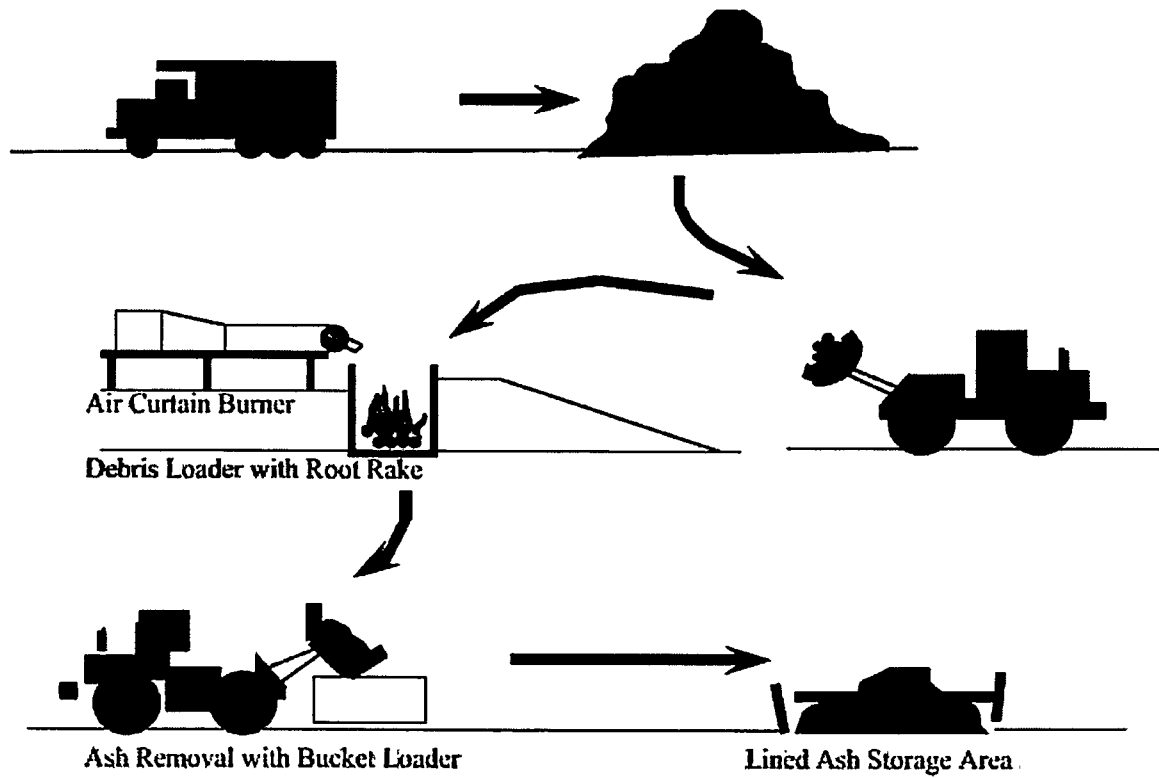 Air Curtain Burner
Debris Loader with Root Rake
Ash Removal with Bucket Loader
Lined Ash Storage Area